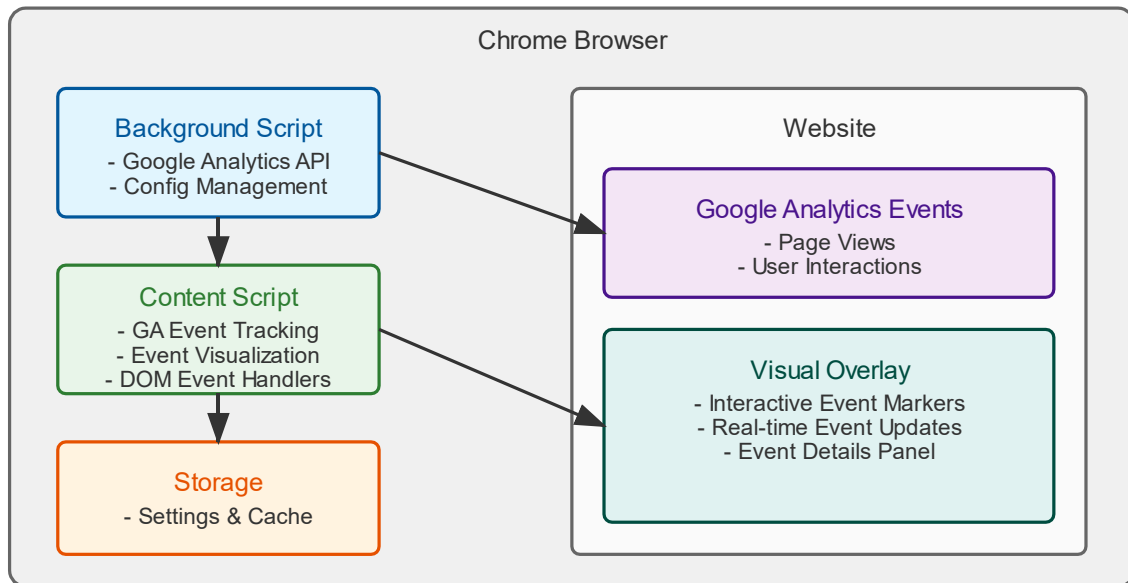 Chrome Browser
Background Script
- Google Analytics API
- Config Management
Content Script
- GA Event Tracking
- Event Visualization
- DOM Event Handlers
Storage
- Settings & Cache
Website
Google Analytics Events
- Page Views
- User Interactions
Visual Overlay
- Interactive Event Markers
- Real-time Event Updates
- Event Details Panel